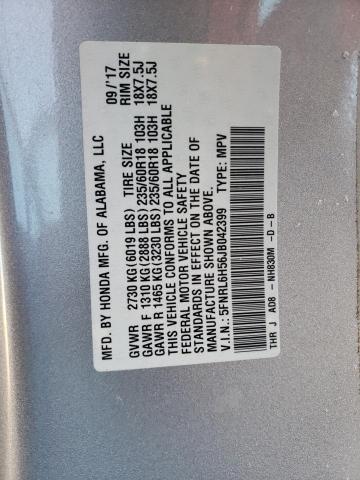 MFD. BY HONDA MFG. OF ALABAMA, LLC 09/'17
GVWR 2730 KG(6019 LBS) TIRE SIZE RIM SIZE
GAWR F 1310 KG(2888 LBS) 235/60R18 103H 18X7.5J
GAWR R 1465 KG(3230 LBS) 235/60R18 103H 18X7.5J
THIS VEHICLE CONFORMS TO ALL APPLICABLE
FEDERAL MOTOR VEHICLE SAFETY
STANDARDS IN EFFECT ON THE DATE OF
MANUFACTURE SHOWN ABOVE.
V.I.N.: 5FNRL6H56JB042399 TYPE: MPV
THR J AD8 -NH830M -D-B